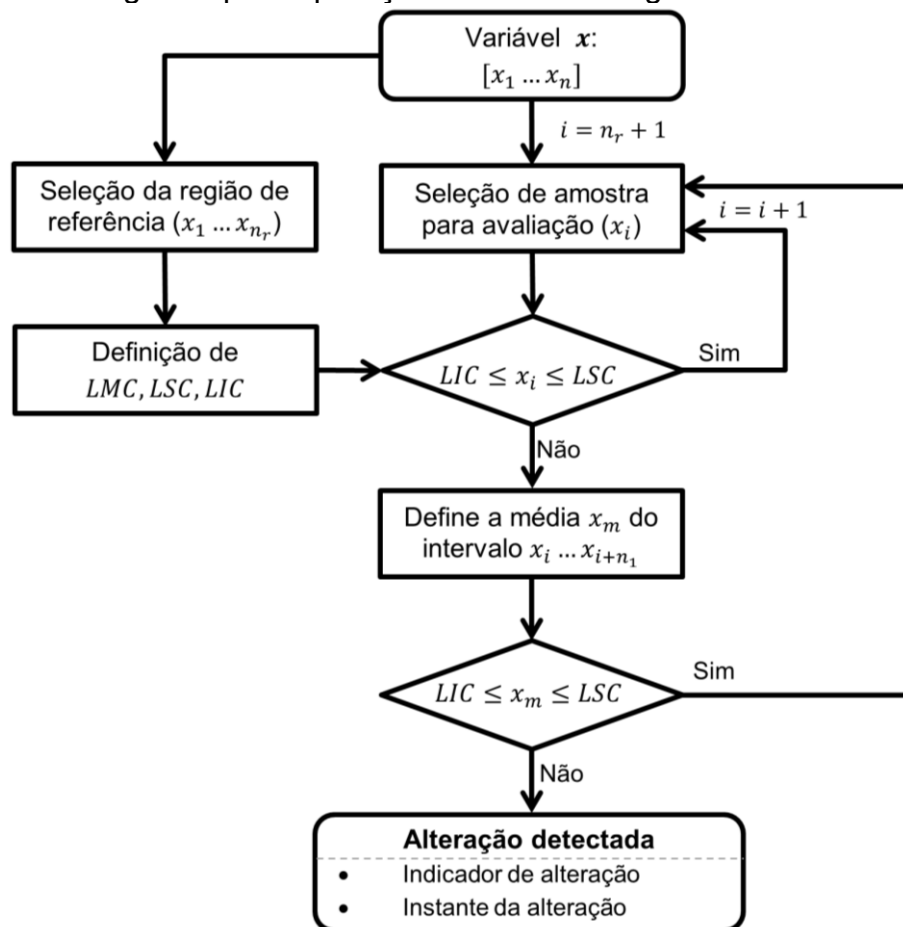 Variável x:
[x₁ … xₙ]
i = nᵣ + 1
Seleção da região de
referência (x₁ … xₙᵣ)
Seleção de amostra
para avaliação (xᵢ)
i = i + 1
Definição de
LMC, LSC, LIC
LIC ≤ xᵢ ≤ LSC
Sim
Não
Define a média xₘ do
intervalo xᵢ … xᵢ₊ₙ₁
LIC ≤ xₘ ≤ LSC
Sim
Não
Alteração detectada
• Indicador de alteração
• Instante da alteração